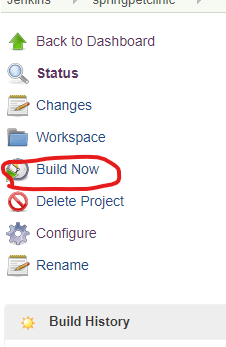 Jenkins springpetclinic
Back to Dashboard
Status
Changes
Workspace
Build Now
Delete Project
Configure
Rename
Build History